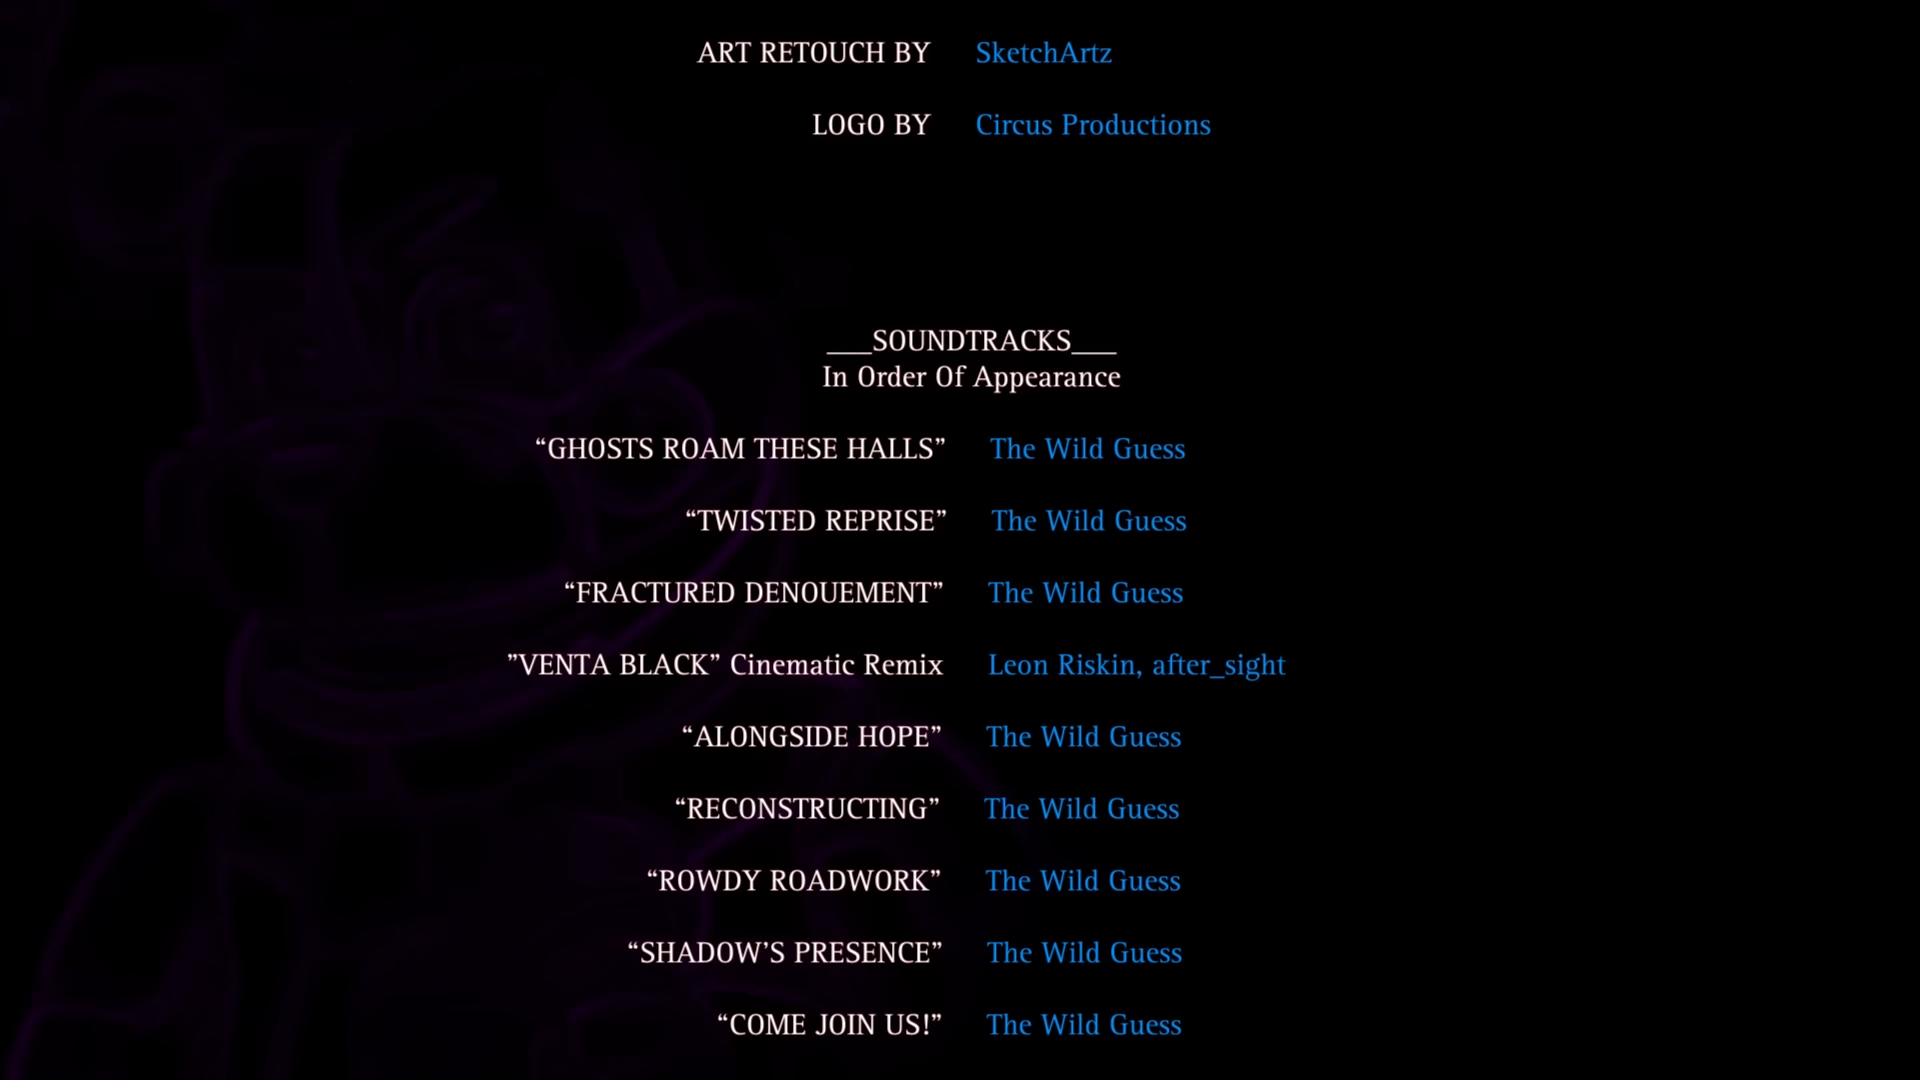 ART RETOUCH BY SketchArtz
LOGO BY Circus Productions
___SOUNDTRACKS___
In Order Of Appearance
“GHOSTS ROAM THESE HALLS” The Wild Guess
“TWISTED REPRISE” The Wild Guess
“FRACTURED DENOUEMENT” The Wild Guess
”VENTA BLACK” Cinematic Remix Leon Riskin, after_sight
“ALONGSIDE HOPE” The Wild Guess
“RECONSTRUCTING” The Wild Guess
“ROWDY ROADWORK” The Wild Guess
“SHADOW’S PRESENCE” The Wild Guess
“COME JOIN US!” The Wild Guess